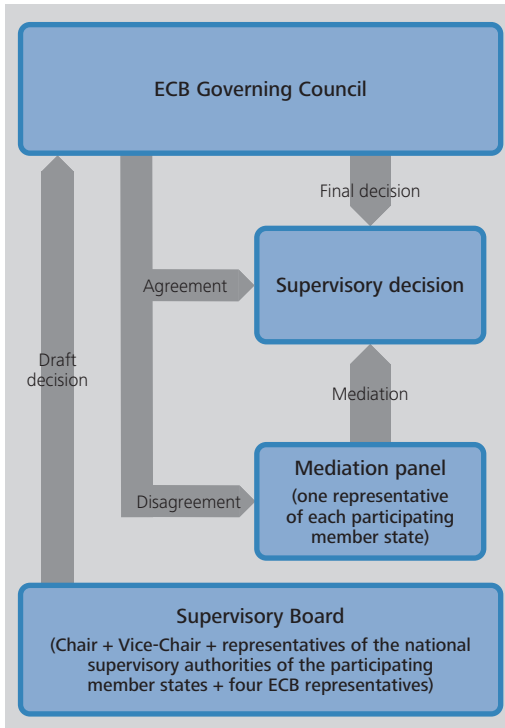 ECB Governing Council
Final decision
Agreement
Supervisory decision
Draft
decision
Mediation
Disagreement
Mediation panel
(one representative
of each participating
member state)
Supervisory Board
(Chair + Vice-Chair + representatives of the national
supervisory authorities of the participating
member states + four ECB representatives)